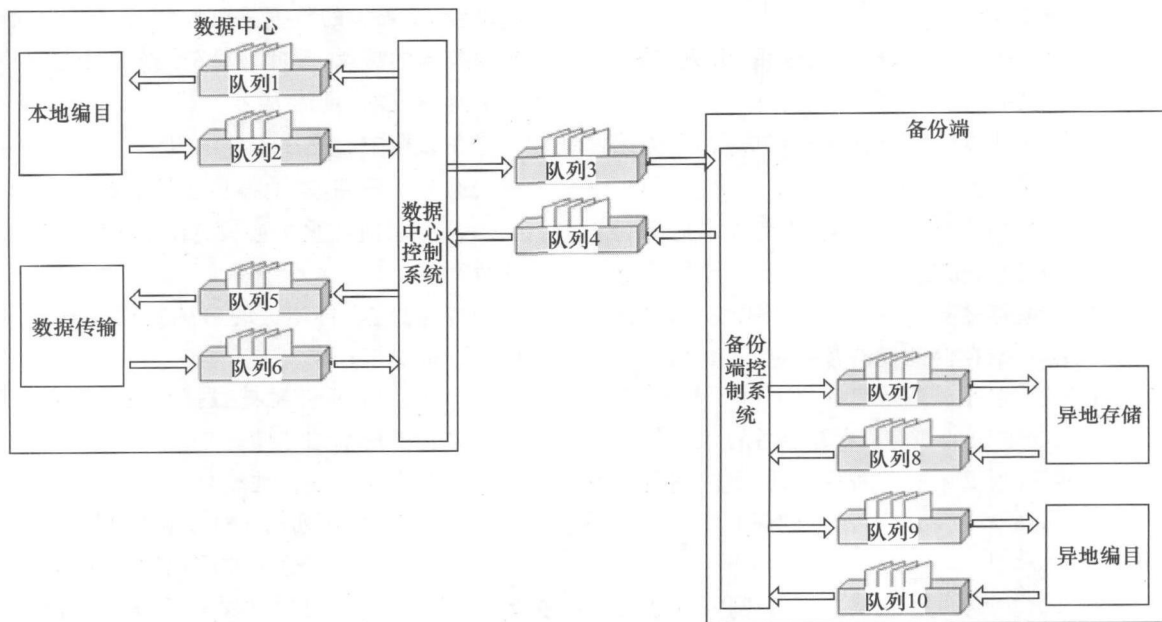 数据中心
本地编目
队列1
队列2
数据
中心
控制
系统
数据传输
队列5
队列6
队列3
队列4
备份端
备份
端控
制系
统
队列7
异地存储
队列8
队列9
异地编目
队列10